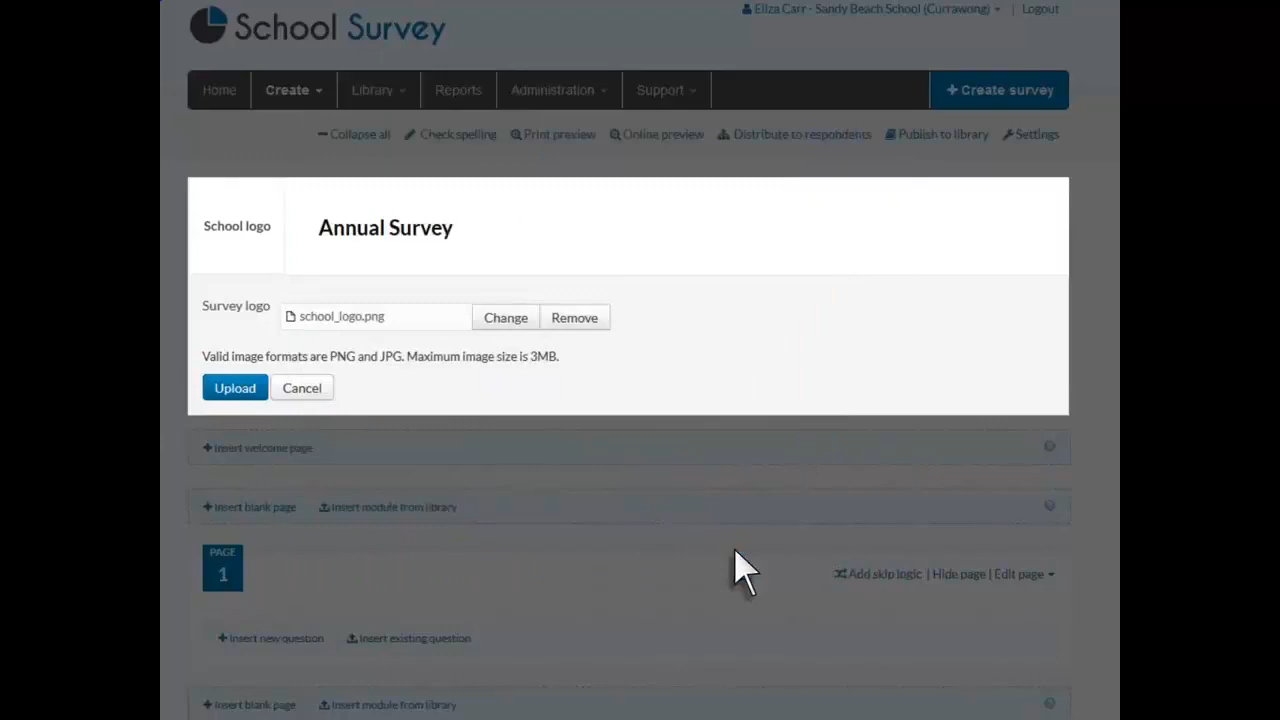 School Survey
Eliza Carr - Sandy Beach School (Currawong) | Logout
Home Create Library Reports Administration Support + Create survey
Collapse all Check spelling Print preview Online preview Distribute to respondents Publish to library Settings
School logo Annual Survey
Survey logo school_logo.png Change Remove
Valid image formats are PNG and JPG. Maximum image size is 3MB.
Upload Cancel
+ Insert welcome page
+ Insert blank page Insert module from library
PAGE
1
Add skip logic | Hide page | Edit page
+ Insert new question Insert existing question
+ Insert blank page Insert module from library